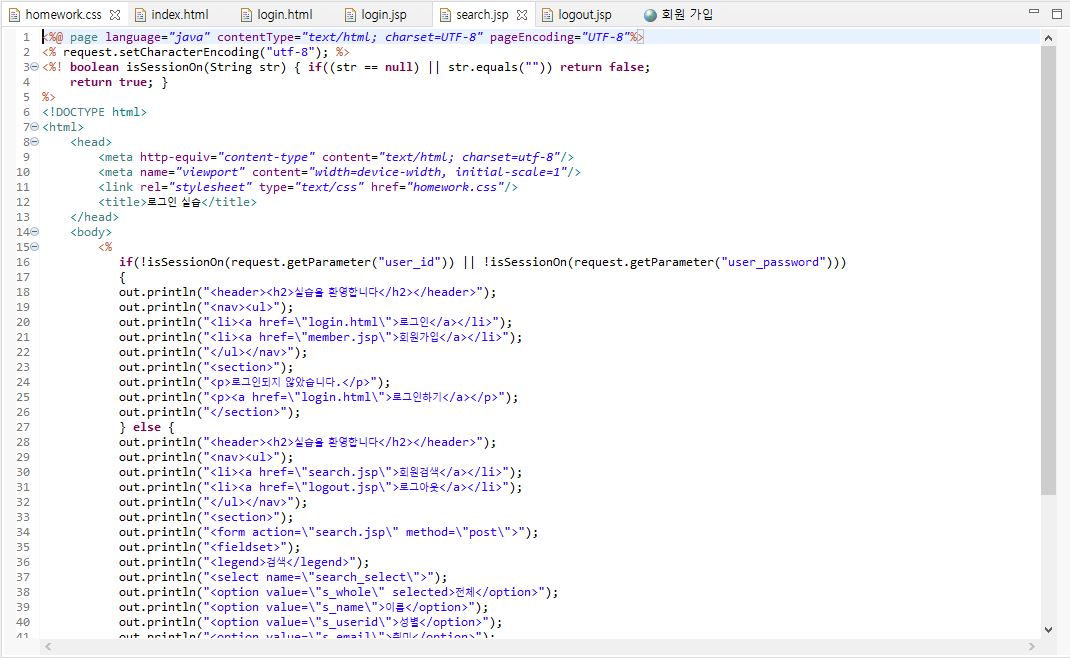 homework.css index.html login.html login.jsp search.jsp logout.jsp 회원 가입
1 <%@ page language="java" contentType="text/html; charset=UTF-8" pageEncoding="UTF-8"%>
2 <% request.setCharacterEncoding("utf-8"); %>
3 <%! boolean isSessionOn(String str) { if((str == null) || str.equals("")) return false;
4 return true; }
5 %>
6 <!DOCTYPE html>
7 <html>
8 <head>
9 <meta http-equiv="content-type" content="text/html; charset=utf-8"/>
10 <meta name="viewport" content="width=device-width, initial-scale=1"/>
11 <link rel="stylesheet" type="text/css" href="homework.css"/>
12 <title>로그인 실습</title>
13 </head>
14 <body>
15 <%
16 if(!isSessionOn(request.getParameter("user_id")) || !isSessionOn(request.getParameter("user_password")))
17 {
18 out.println("<header><h2>실습을 환영합니다</h2></header>");
19 out.println("<nav><ul>");
20 out.println("<li><a href=\"login.html\">로그인</a></li>");
21 out.println("<li><a href=\"member.jsp\">회원가입</a></li>");
22 out.println("</ul></nav>");
23 out.println("<section>");
24 out.println("<p>로그인되지 않았습니다.</p>");
25 out.println("<p><a href=\"login.html\">로그인하기</a></p>");
26 out.println("</section>");
27 } else {
28 out.println("<header><h2>실습을 환영합니다</h2></header>");
29 out.println("<nav><ul>");
30 out.println("<li><a href=\"search.jsp\">회원검색</a></li>");
31 out.println("<li><a href=\"logout.jsp\">로그아웃</a></li>");
32 out.println("</ul></nav>");
33 out.println("<section>");
34 out.println("<form action=\"search.jsp\" method=\"post\">");
35 out.println("<fieldset>");
36 out.println("<legend>검색</legend>");
37 out.println("<select name=\"search_select\">");
38 out.println("<option value=\"s_whole\" selected>전체</option>");
39 out.println("<option value=\"s_name\">이름</option>");
40 out.println("<option value=\"s_userid\">성별</option>");
41 out.println("<option value=\"s_email\">취미</option>");